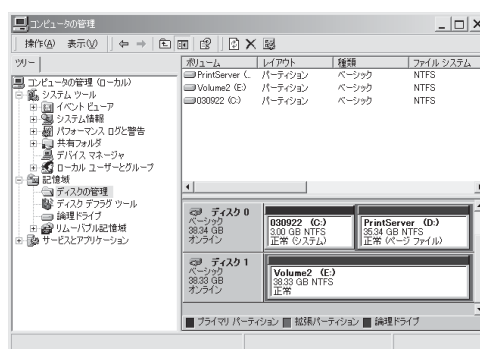 コンピュータの管理
操作(A) 表示(V)
ツリー
コンピュータの管理 (ローカル)
システム ツール
イベント ビューア
システム情報
パフォーマンス ログと警告
共有フォルダ
デバイス マネージャ
ローカル ユーザーとグループ
記憶域
ディスクの管理
ディスク デフラグ ツール
論理ドライブ
リムーバブル記憶域
サービスとアプリケーション
ボリューム レイアウト 種類 ファイル システム
PrintServer (.. パーティション ベーシック NTFS
Volume2 (E:) パーティション ベーシック NTFS
030922 (C:) パーティション ベーシック NTFS
ディスク 0
ベーシック
38.34 GB
オンライン
030922 (C:)
3.00 GB NTFS
正常 (システム)
PrintServer (D:)
35.34 GB NTFS
正常 (ページ ファイル)
ディスク 1
ベーシック
38.33 GB
オンライン
Volume2 (E:)
38.33 GB NTFS
正常
プライマリ パーティション 拡張パーティション 論理ドライブ